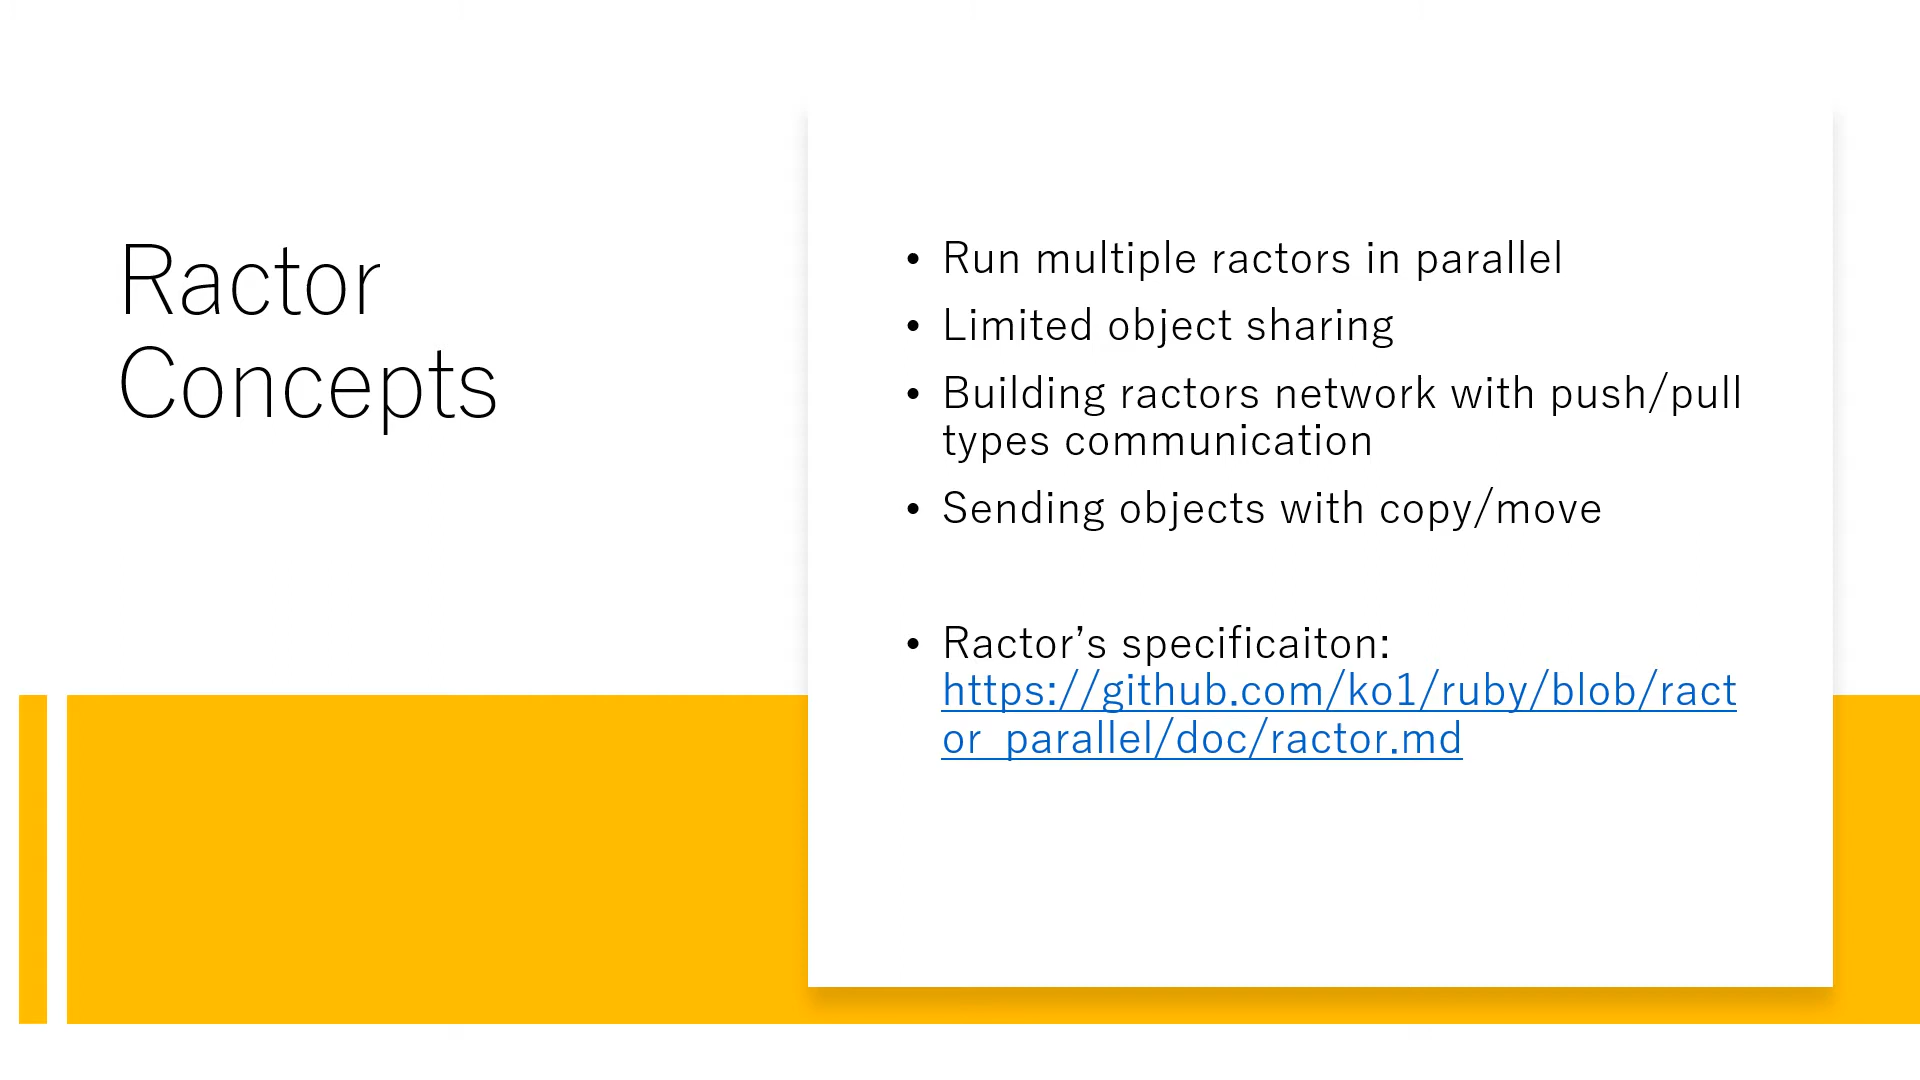 Ractor
Concepts
• Run multiple ractors in parallel
• Limited object sharing
• Building ractors network with push/pull
types communication
• Sending objects with copy/move
• Ractor’s specificaiton:
https://github.com/ko1/ruby/blob/ract
or_parallel/doc/ractor.md